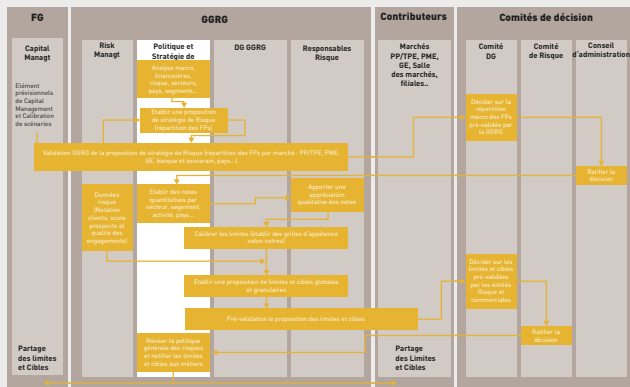 FG
GGRG
Contributeurs
Comités de décision
Capital
Managt
Risk
Managt
Politique et
Stratégie de
DG GGRG
Responsables
Risque
Marchés
PP/TPE, PME,
GE, Salle
des marchés,
filiales..
Comité
DG
Comité
de Risque
Conseil
d'administration
Elément
prévisionnels
de Capital
Management
et Calibration
de scénarios
Analyse macro,
financières,
risque, secteurs,
pays, segments...
Etablir une proposition
de stratégie de Risque
(répartition des FPs)
Décider sur la
répartition
macro des FPs
pré-validée par
la GGRG
Validation GGRG de la proposition de stratégie de Risque (répartition des FPs par marché : PP/TPE, PME,
GE, banque et souverain, pays...)
Ratifier la
décision
Données
risque
(Notation
clients, score
prospects et
qualité des
engagements)
Etablir des notes
quantitatives par
secteur, segement,
activité, pays...
Apporter une
appréciation
qualitative des notes
Calibrer les limites (établir des grilles d'appétence
selon notres)
Etablir une proposition de limites et cibles globales
et granulaires
Décider sur les
limites et cibles
pré-validées
par les entités
Risque et
commerciales
Pré-validation le proposition des limites et cibles
Ratifier la
décision
Réviser la politique
générale des risques
et notifier les limites
et cibles aux métiers
Partage
des limites
et Cibles
Partage
des Limites
et Cibles